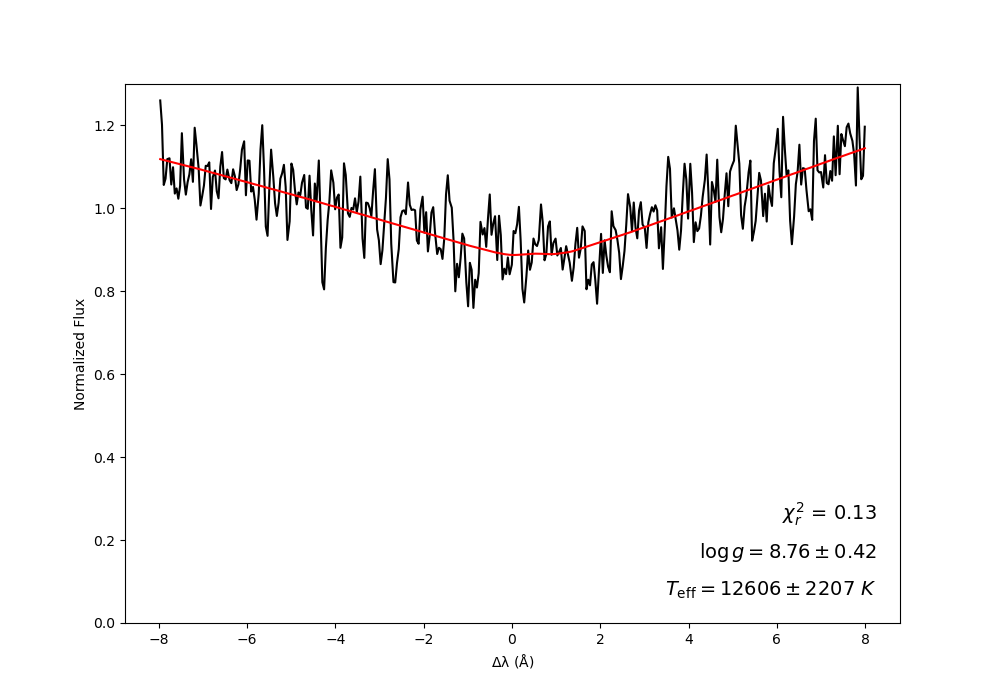 1.2
1.0
0.8
0.6
0.4
0.2
0.0
Normalized Flux
χ²ᵣ = 0.13
log g = 8.76 ± 0.42
T_eff = 12606 ± 2207 K
−8 −6 −4 −2 0 2 4 6 8
Δλ (Å)